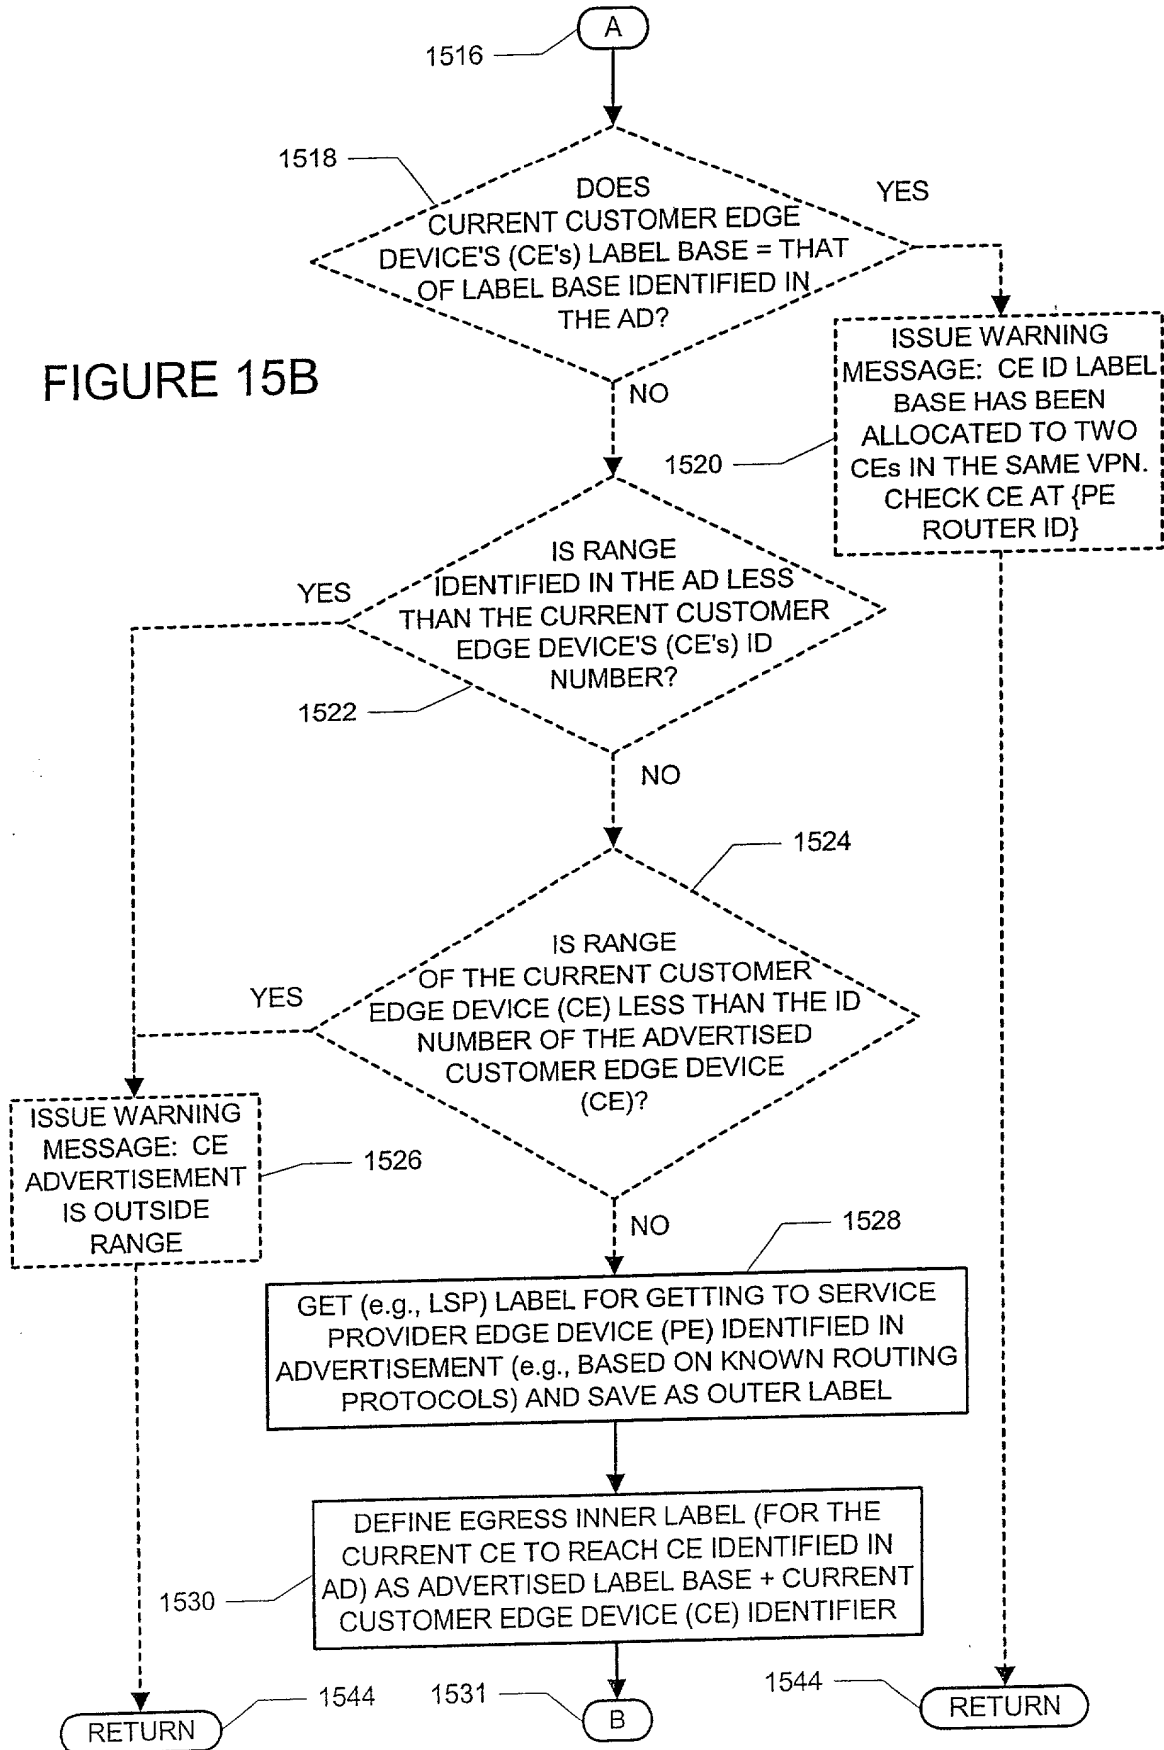 A
1516
1518
DOES
CURRENT CUSTOMER EDGE
DEVICE'S (CE's) LABEL BASE = THAT
OF LABEL BASE IDENTIFIED IN
THE AD?
YES
FIGURE 15B
NO
ISSUE WARNING
MESSAGE: CE ID LABEL
BASE HAS BEEN
ALLOCATED TO TWO
CEs IN THE SAME VPN.
CHECK CE AT {PE
ROUTER ID}
1520
IS RANGE
IDENTIFIED IN THE AD LESS
THAN THE CURRENT CUSTOMER
EDGE DEVICE'S (CE's) ID
NUMBER?
YES
1522
NO
1524
IS RANGE
OF THE CURRENT CUSTOMER
EDGE DEVICE (CE) LESS THAN THE ID
NUMBER OF THE ADVERTISED
CUSTOMER EDGE DEVICE
(CE)?
YES
ISSUE WARNING
MESSAGE: CE
ADVERTISEMENT
IS OUTSIDE
RANGE
1526
NO
1528
GET (e.g., LSP) LABEL FOR GETTING TO SERVICE
PROVIDER EDGE DEVICE (PE) IDENTIFIED IN
ADVERTISEMENT (e.g., BASED ON KNOWN ROUTING
PROTOCOLS) AND SAVE AS OUTER LABEL
DEFINE EGRESS INNER LABEL (FOR THE
CURRENT CE TO REACH CE IDENTIFIED IN
AD) AS ADVERTISED LABEL BASE + CURRENT
CUSTOMER EDGE DEVICE (CE) IDENTIFIER
1530
RETURN
1544
1531
B
1544
RETURN